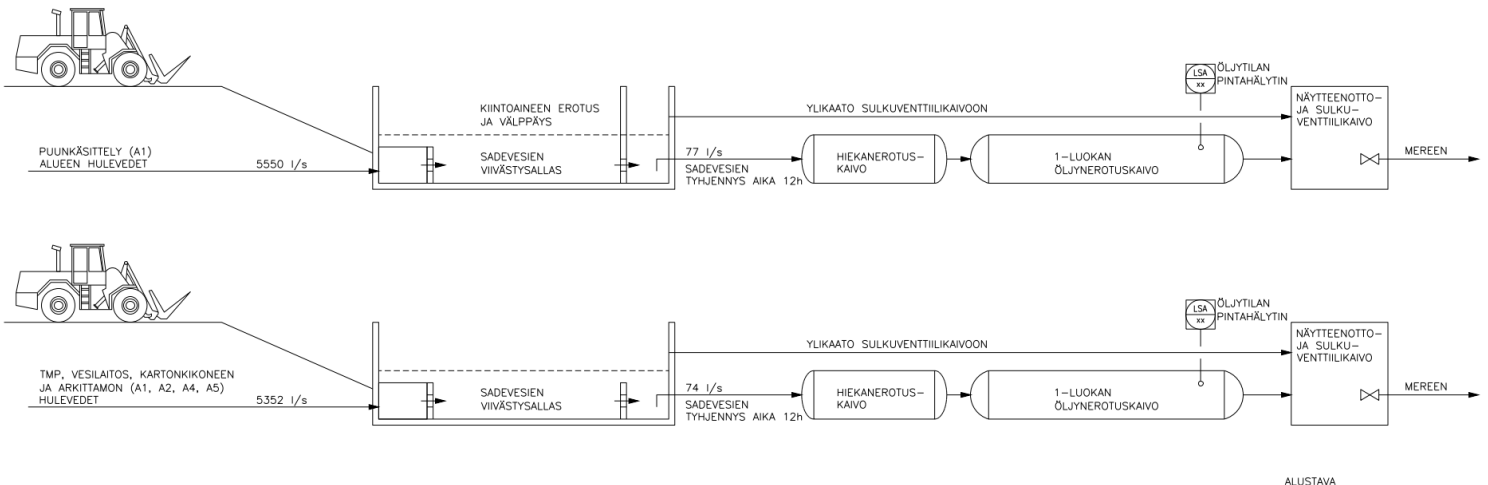 LSA
xx
ÖLJYTILAN
PINTAHÄLYTIN
KIINTOAINEEN EROTUS
JA VÄLPPÄYS
YLIKAATO SULKUVENTTIILIKAIVOON
NÄYTTEENOTTO-
JA SULKU-
VENTTIILIKAIVO
PUUNKÄSITTELY (A1)
ALUEEN HULEVEDET
5550 l/s
SADEVESIEN
VIIVÄSTYSALLAS
77 l/s
SADEVESIEN
TYHJENNYS AIKA 12h
HIEKANEROTUS-
KAIVO
1-LUOKAN
ÖLJYNEROTUSKAIVO
MEREEN
LSA
xx
ÖLJYTILAN
PINTAHÄLYTIN
YLIKAATO SULKUVENTTIILIKAIVOON
NÄYTTEENOTTO-
JA SULKU-
VENTTIILIKAIVO
TMP, VESILAITOS, KARTONKIKONEEN
JA ARKITTAMON (A1, A2, A4, A5)
HULEVEDET
5352 l/s
SADEVESIEN
VIIVÄSTYSALLAS
74 l/s
SADEVESIEN
TYHJENNYS AIKA 12h
HIEKANEROTUS-
KAIVO
1-LUOKAN
ÖLJYNEROTUSKAIVO
MEREEN
ALUSTAVA